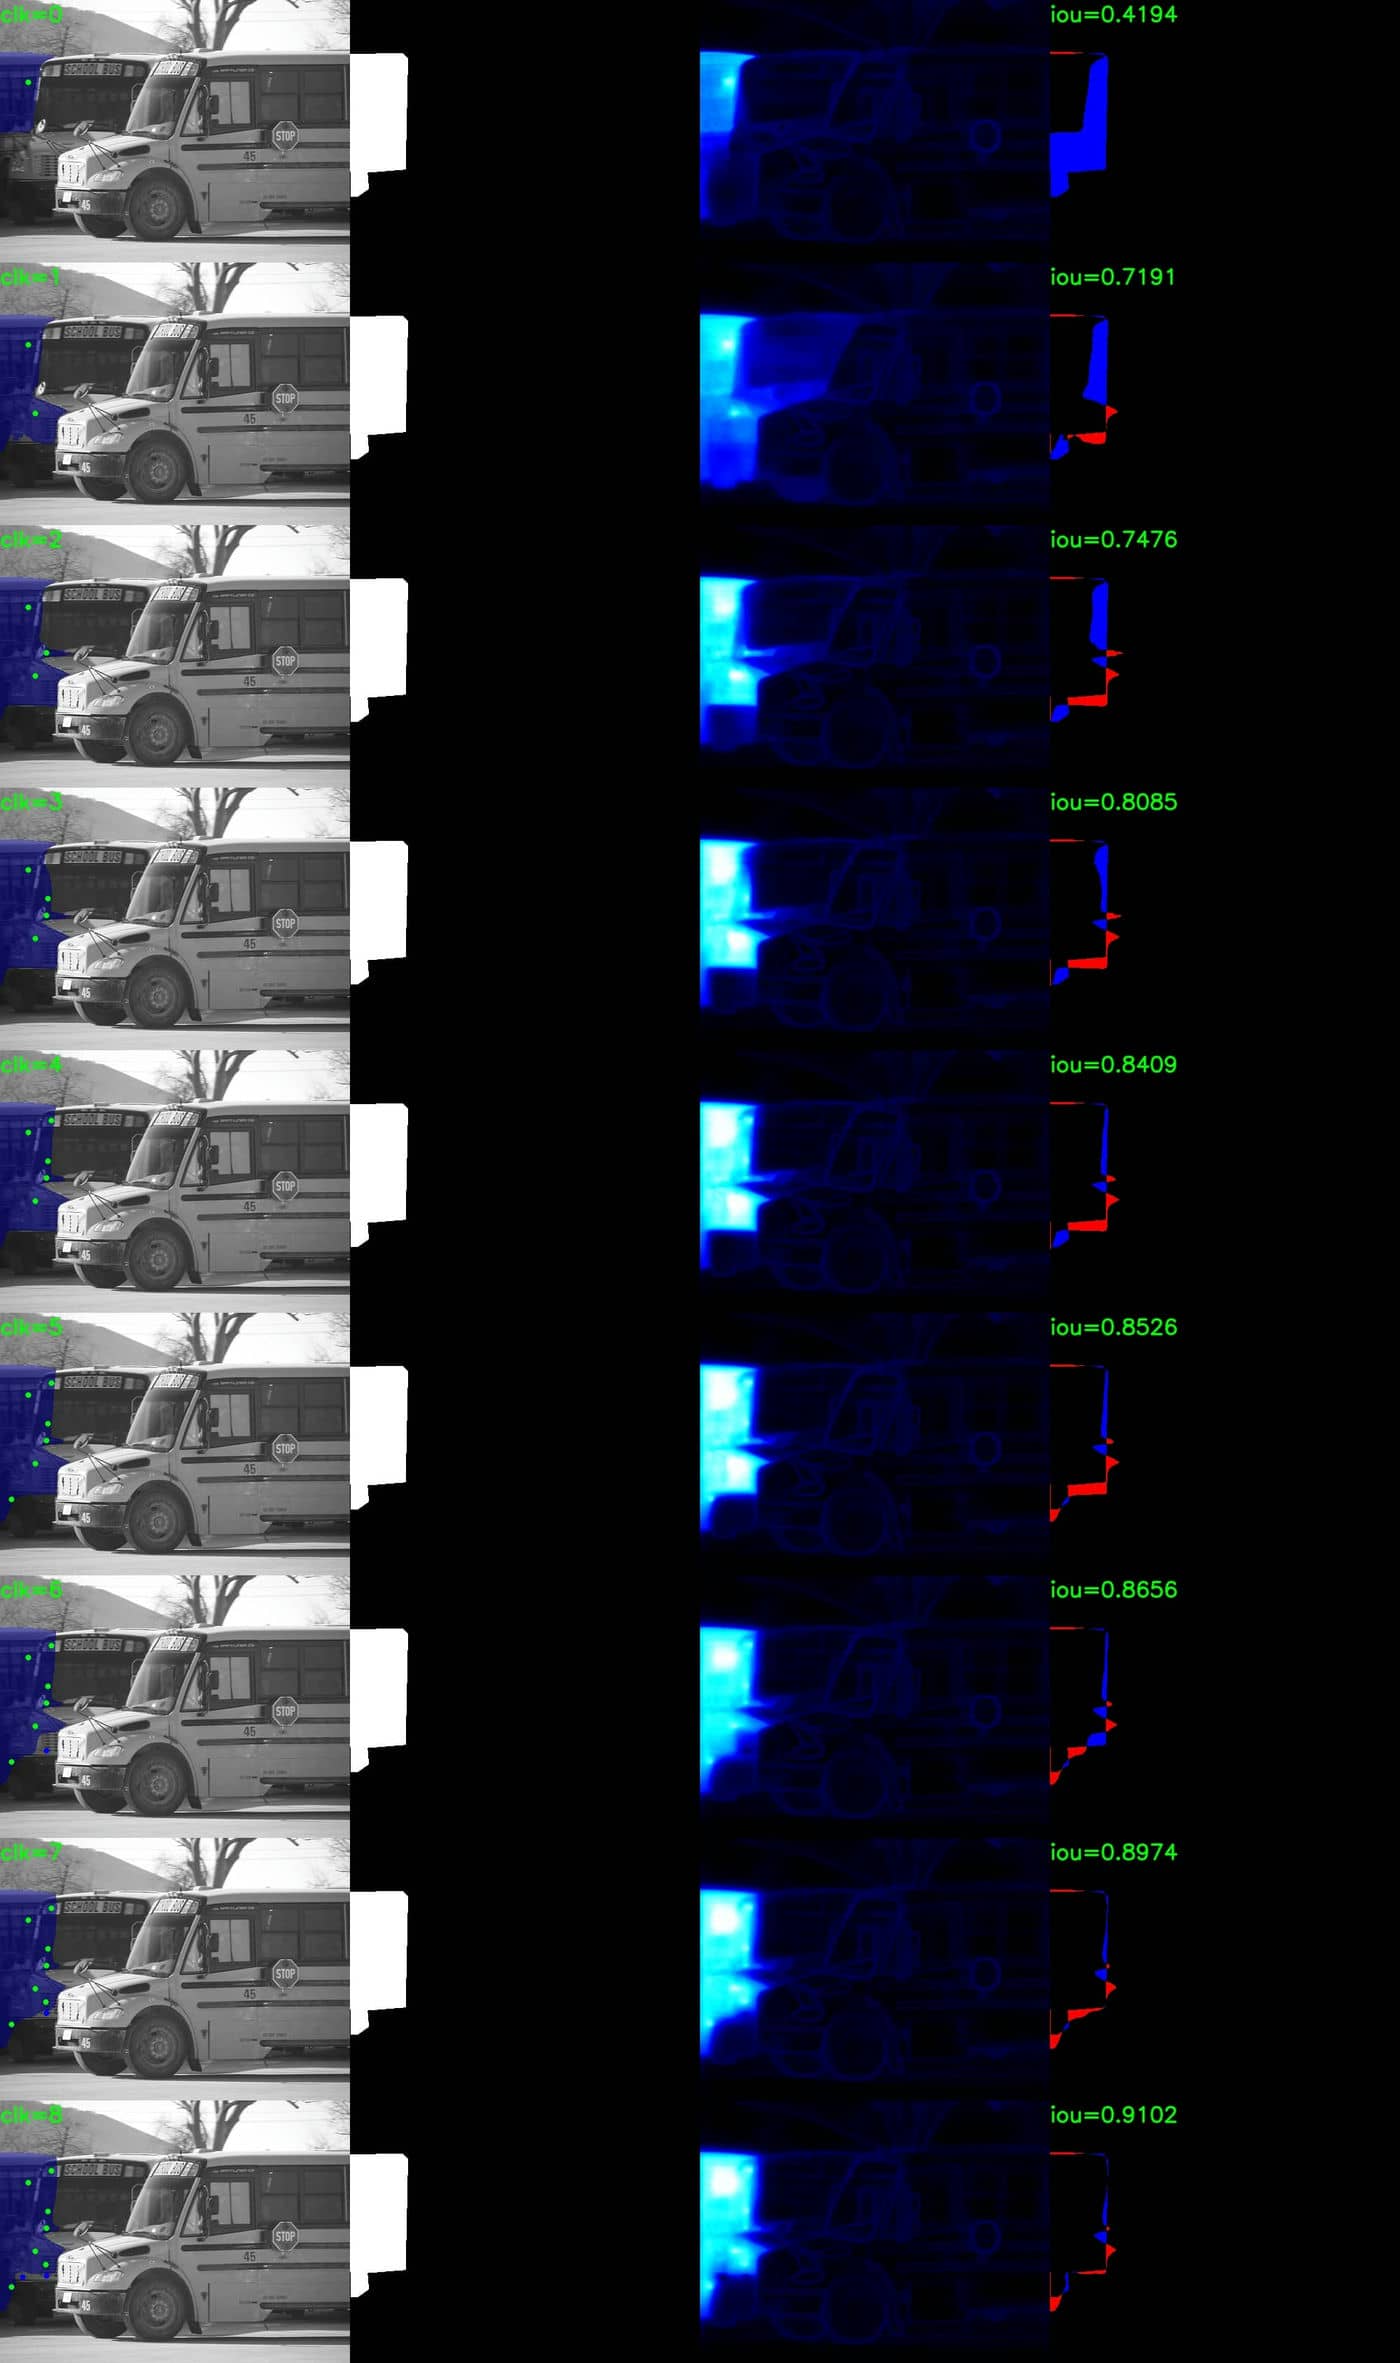 clk=0 iou=0.4194
SCHOOL BUS
STOP
45
45
clk=1 iou=0.7191
SCHOOL BUS
STOP
45
45
clk=2 iou=0.7476
SCHOOL BUS
STOP
45
45
clk=3 iou=0.8085
SCHOOL BUS
STOP
45
45
clk=4 iou=0.8409
SCHOOL BUS
STOP
45
45
clk=5 iou=0.8526
SCHOOL BUS
STOP
45
45
clk=6 iou=0.8656
SCHOOL BUS
STOP
45
45
clk=7 iou=0.8974
SCHOOL BUS
STOP
45
45
clk=8 iou=0.9102
SCHOOL BUS
STOP
45
45